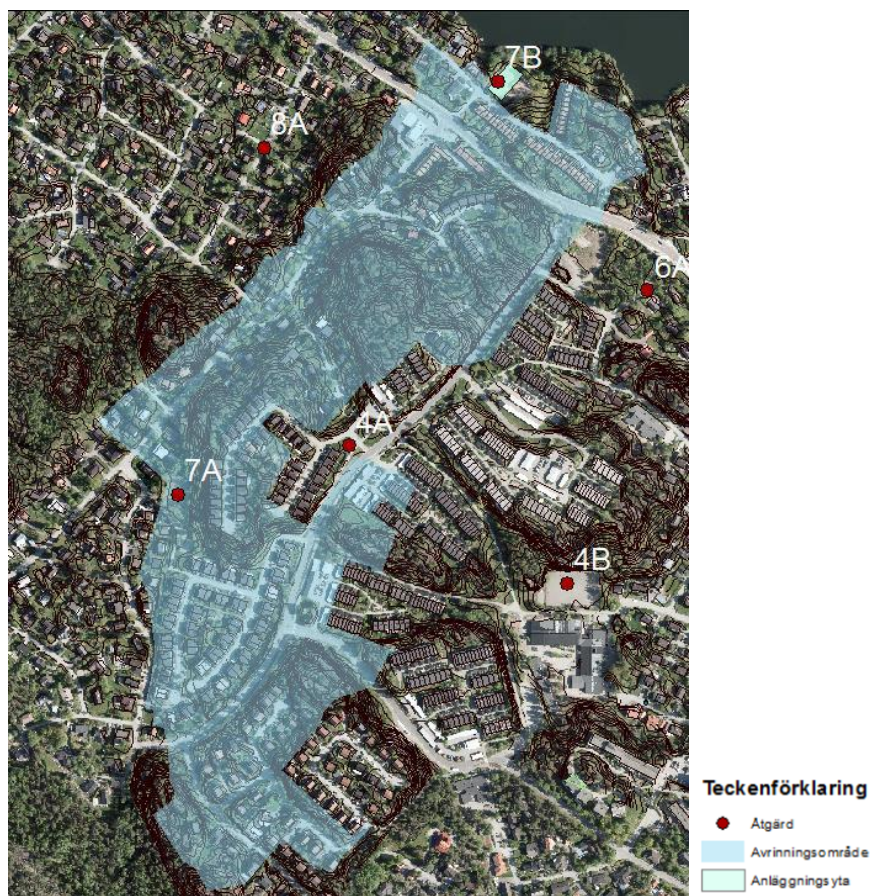 7B
8A
6A
4A
7A
4B
Teckenförklaring
Åtgärd
Avrinningsområde
Anläggningsyta